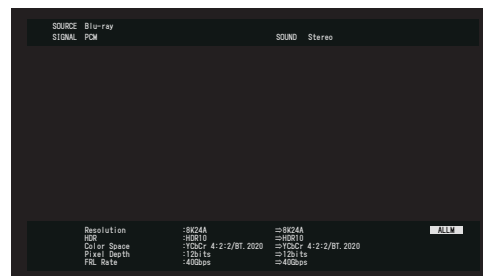 SOURCE Blu-ray
SIGNAL PCM SOUND Stereo
Resolution :8K24A ⇒8K24A ALLM
HDR :HDR10 ⇒HDR10
Color Space :YCbCr 4:2:2/BT.2020 ⇒YCbCr 4:2:2/BT.2020
Pixel Depth :12bits ⇒12bits
FRL Rate :40Gbps ⇒40Gbps